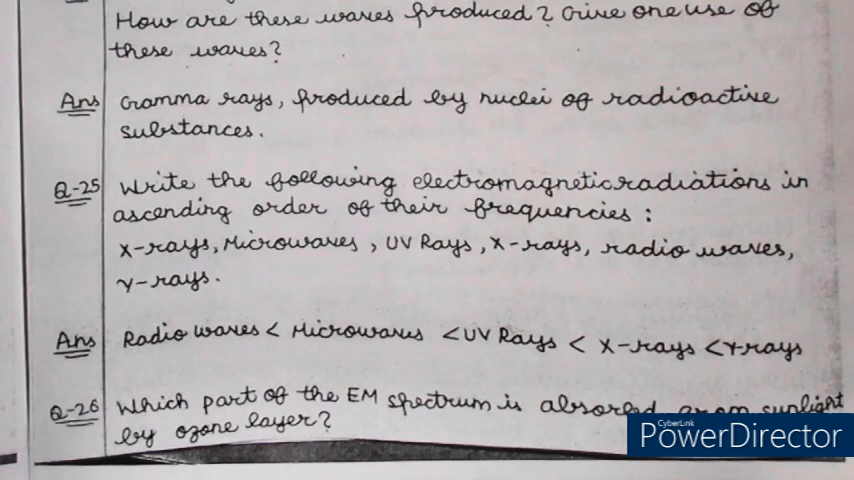 How are these waves produced? Give one use of
these waves?
Ans Gamma rays, produced by nuclei of radioactive
substances.
Q-25 Write the following electromagnetic radiations in
ascending order of their frequencies :
X-rays, Microwaves, UV Rays, X-rays, radio waves,
γ-rays.
Ans Radio waves < Microwaves < UV Rays < X-rays < γ-rays
Q-26 Which part of the EM spectrum is absorbed from sunlight
by ozone layer?
CyberLink
PowerDirector